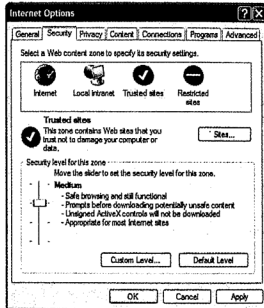 Internet Options
General Security Privacy Content Connections Programs Advanced
Select a Web content zone to specify its security settings.
Internet Local intranet Trusted sites Restricted sites
Trusted sites
This zone contains Web sites that you
trust not to damage your computer or
data.
Sites...
Security level for this zone
Move the slider to set the security level for this zone.
Medium
- Safe browsing and still functional
- Prompts before downloading potentially unsafe content
- Unsigned ActiveX controls will not be downloaded
- Appropriate for most Internet sites
Custom Level... Default Level
OK Cancel Apply